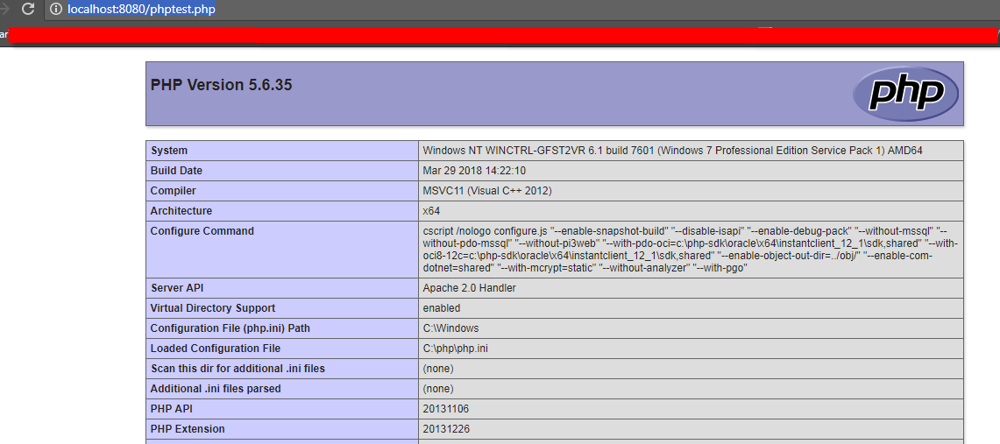 localhost:8080/phptest.php
ar
PHP Version 5.6.35
php
System Windows NT WINCTRL-GFST2VR 6.1 build 7601 (Windows 7 Professional Edition Service Pack 1) AMD64
Build Date Mar 29 2018 14:22:10
Compiler MSVC11 (Visual C++ 2012)
Architecture x64
Configure Command cscript /nologo configure.js "--enable-snapshot-build" "--disable-isapi" "--enable-debug-pack" "--without-mssql" "--
without-pdo-mssql" "--without-pi3web" "--with-pdo-oci=c:\php-sdk\oracle\x64\instantclient_12_1\sdk,shared" "--with-
oci8-12c=c:\php-sdk\oracle\x64\instantclient_12_1\sdk,shared" "--enable-object-out-dir=../obj/" "--enable-com-
dotnet=shared" "--with-mcrypt=static" "--without-analyzer" "--with-pgo"
Server API Apache 2.0 Handler
Virtual Directory Support enabled
Configuration File (php.ini) Path C:\Windows
Loaded Configuration File C:\php\php.ini
Scan this dir for additional .ini files (none)
Additional .ini files parsed (none)
PHP API 20131106
PHP Extension 20131226